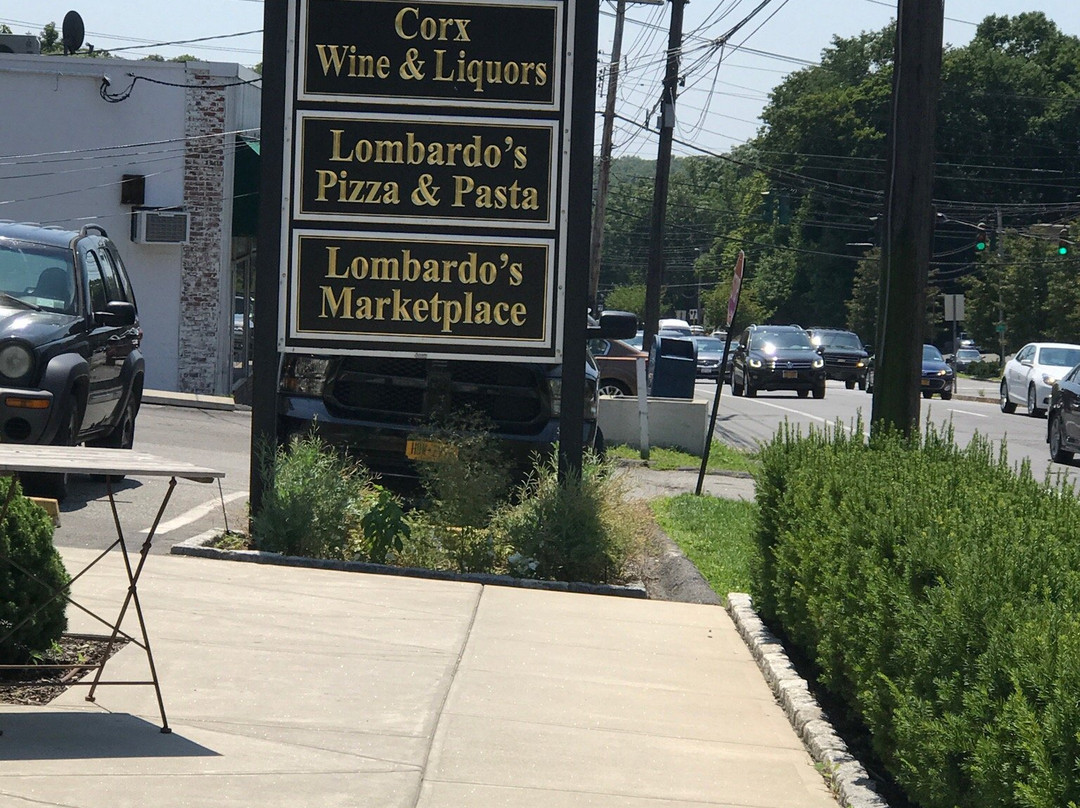 Corx
Wine & Liquors
Lombardo's
Pizza & Pasta
Lombardo's
Marketplace